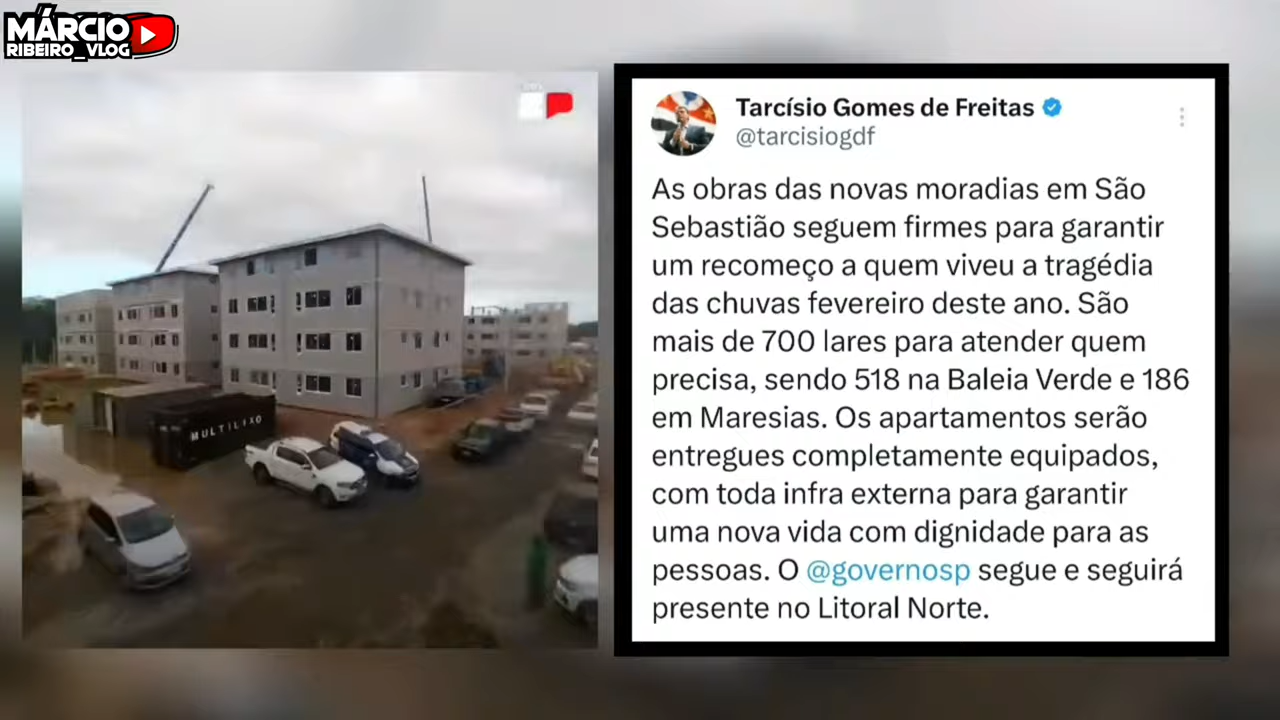 MÁRCIO
RIBEIRO_VLOG
MULTILIXO
Tarcísio Gomes de Freitas
@tarcisiogdf
As obras das novas moradias em São
Sebastião seguem firmes para garantir
um recomeço a quem viveu a tragédia
das chuvas fevereiro deste ano. São
mais de 700 lares para atender quem
precisa, sendo 518 na Baleia Verde e 186
em Maresias. Os apartamentos serão
entregues completamente equipados,
com toda infra externa para garantir
uma nova vida com dignidade para as
pessoas. O @governosp segue e seguirá
presente no Litoral Norte.